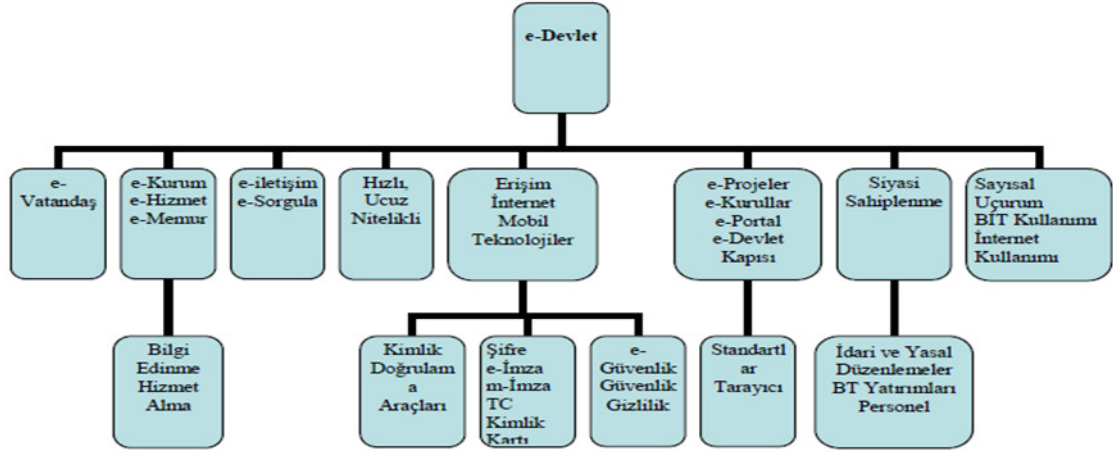 e-Devlet
e-
Vatandaş
e-Kurum
e-Hizmet
e-Memur
e-iletişim
e-Sorgula
Hızlı,
Ucuz
Nitelikli
Erişim
İnternet
Mobil
Teknolojiler
e-Projeler
e-Kurullar
e-Portal
e-Devlet
Kapısı
Siyasi
Sahiplenme
Sayısal
Uçurum
BİT Kullanımı
İnternet
Kullanımı
Bilgi
Edinme
Hizmet
Alma
Kimlik
Doğrulam
a
Araçları
Şifre
e-İmza
m-İmza
TC
Kimlik
Kartı
e-
Güvenlik
Güvenlik
Gizlilik
Standartl
ar
Tarayıcı
İdari ve Yasal
Düzenlemeler
BT Yatırımları
Personel